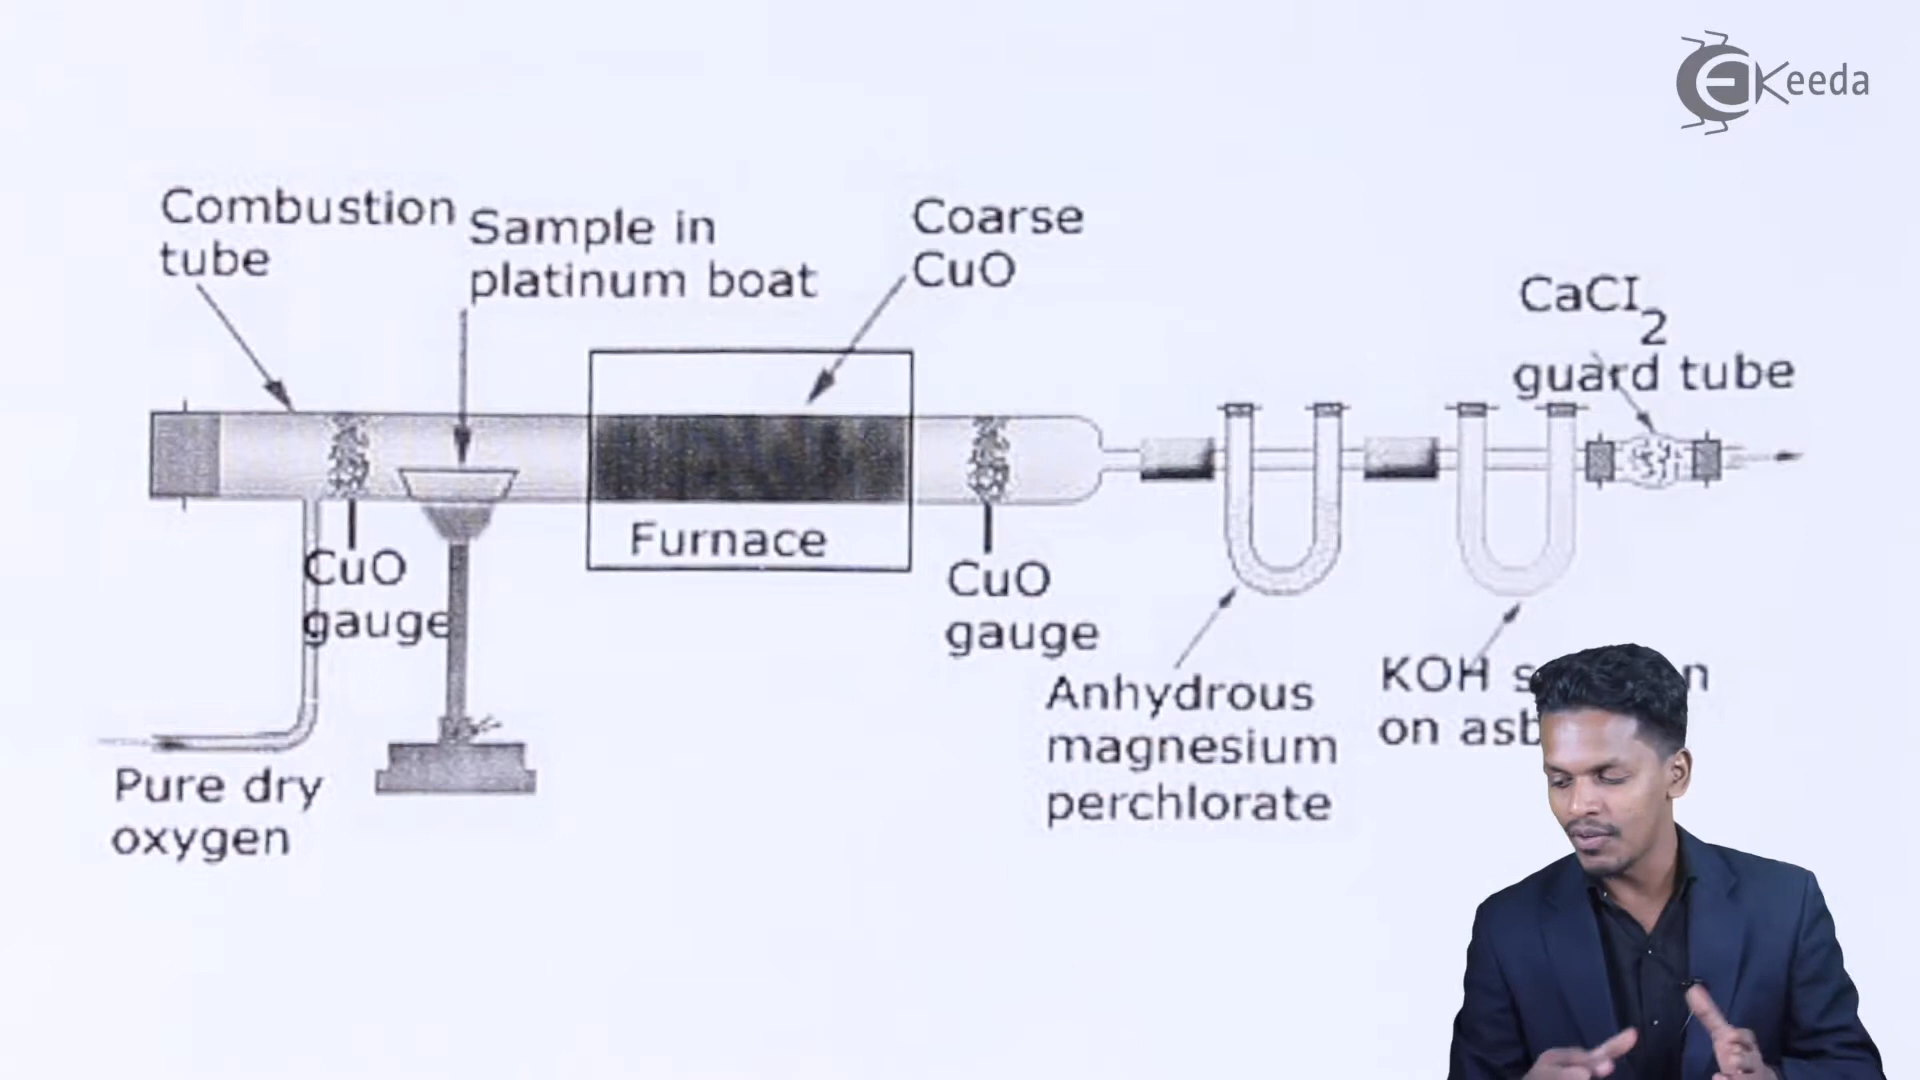 Keeda
Combustion
tube
Sample in
platinum boat
Coarse
CuO
CaCI2
guard tube
Furnace
CuO
gauge
CuO
gauge
Pure dry
oxygen
Anhydrous
magnesium
perchlorate
KOH
on